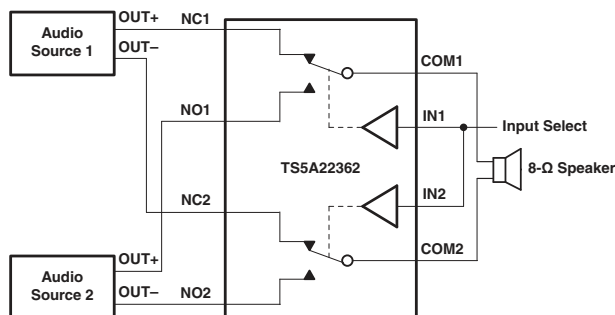 Audio
Source 1
OUT+
OUT–
NC1
NO1
NC2
NO2
Audio
Source 2
OUT+
OUT–
TS5A22362
COM1
IN1
Input Select
8-Ω Speaker
IN2
COM2